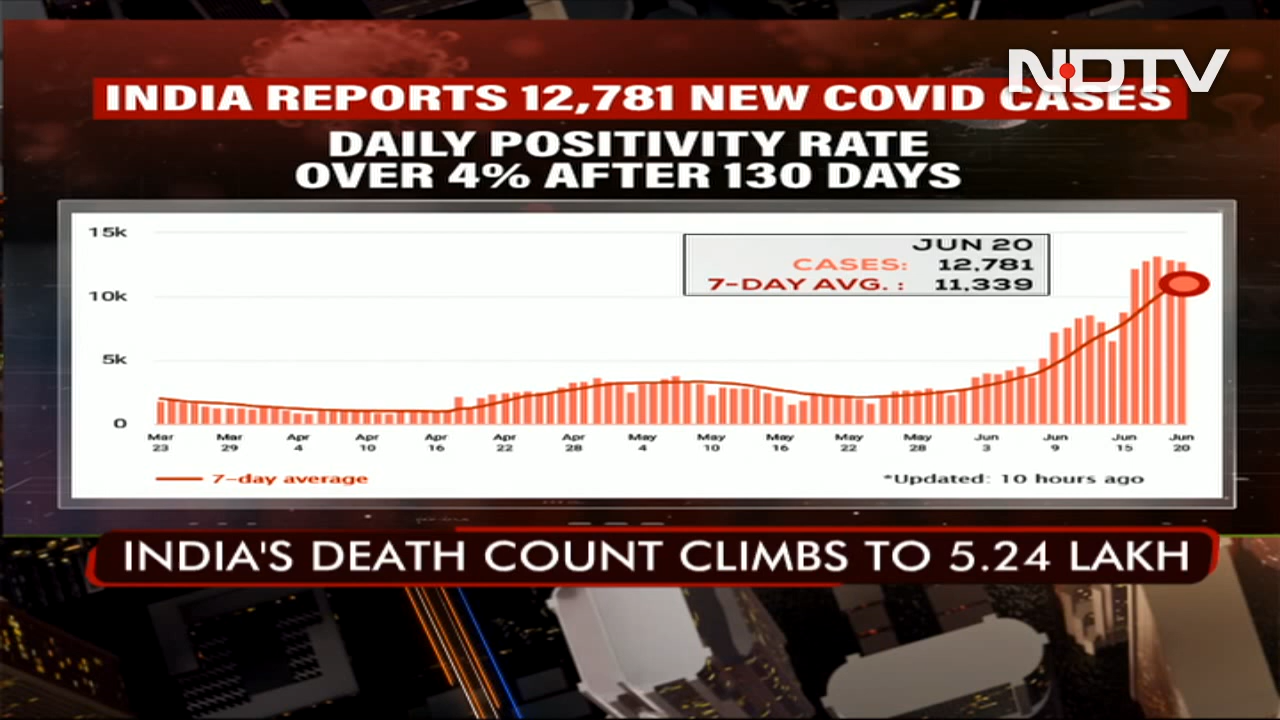 NDTV
INDIA REPORTS 12,781 NEW COVID CASES
DAILY POSITIVITY RATE
OVER 4% AFTER 130 DAYS
15k
10k
5k
0
JUN 20
CASES: 12,781
7-DAY AVG. : 11,339
Mar Mar Apr Apr Apr Apr Apr May May May May May Jun Jun Jun Jun
23 29 4 10 16 22 28 4 10 16 22 28 3 9 15 20
7-day average
*Updated: 10 hours ago
INDIA'S DEATH COUNT CLIMBS TO 5.24 LAKH